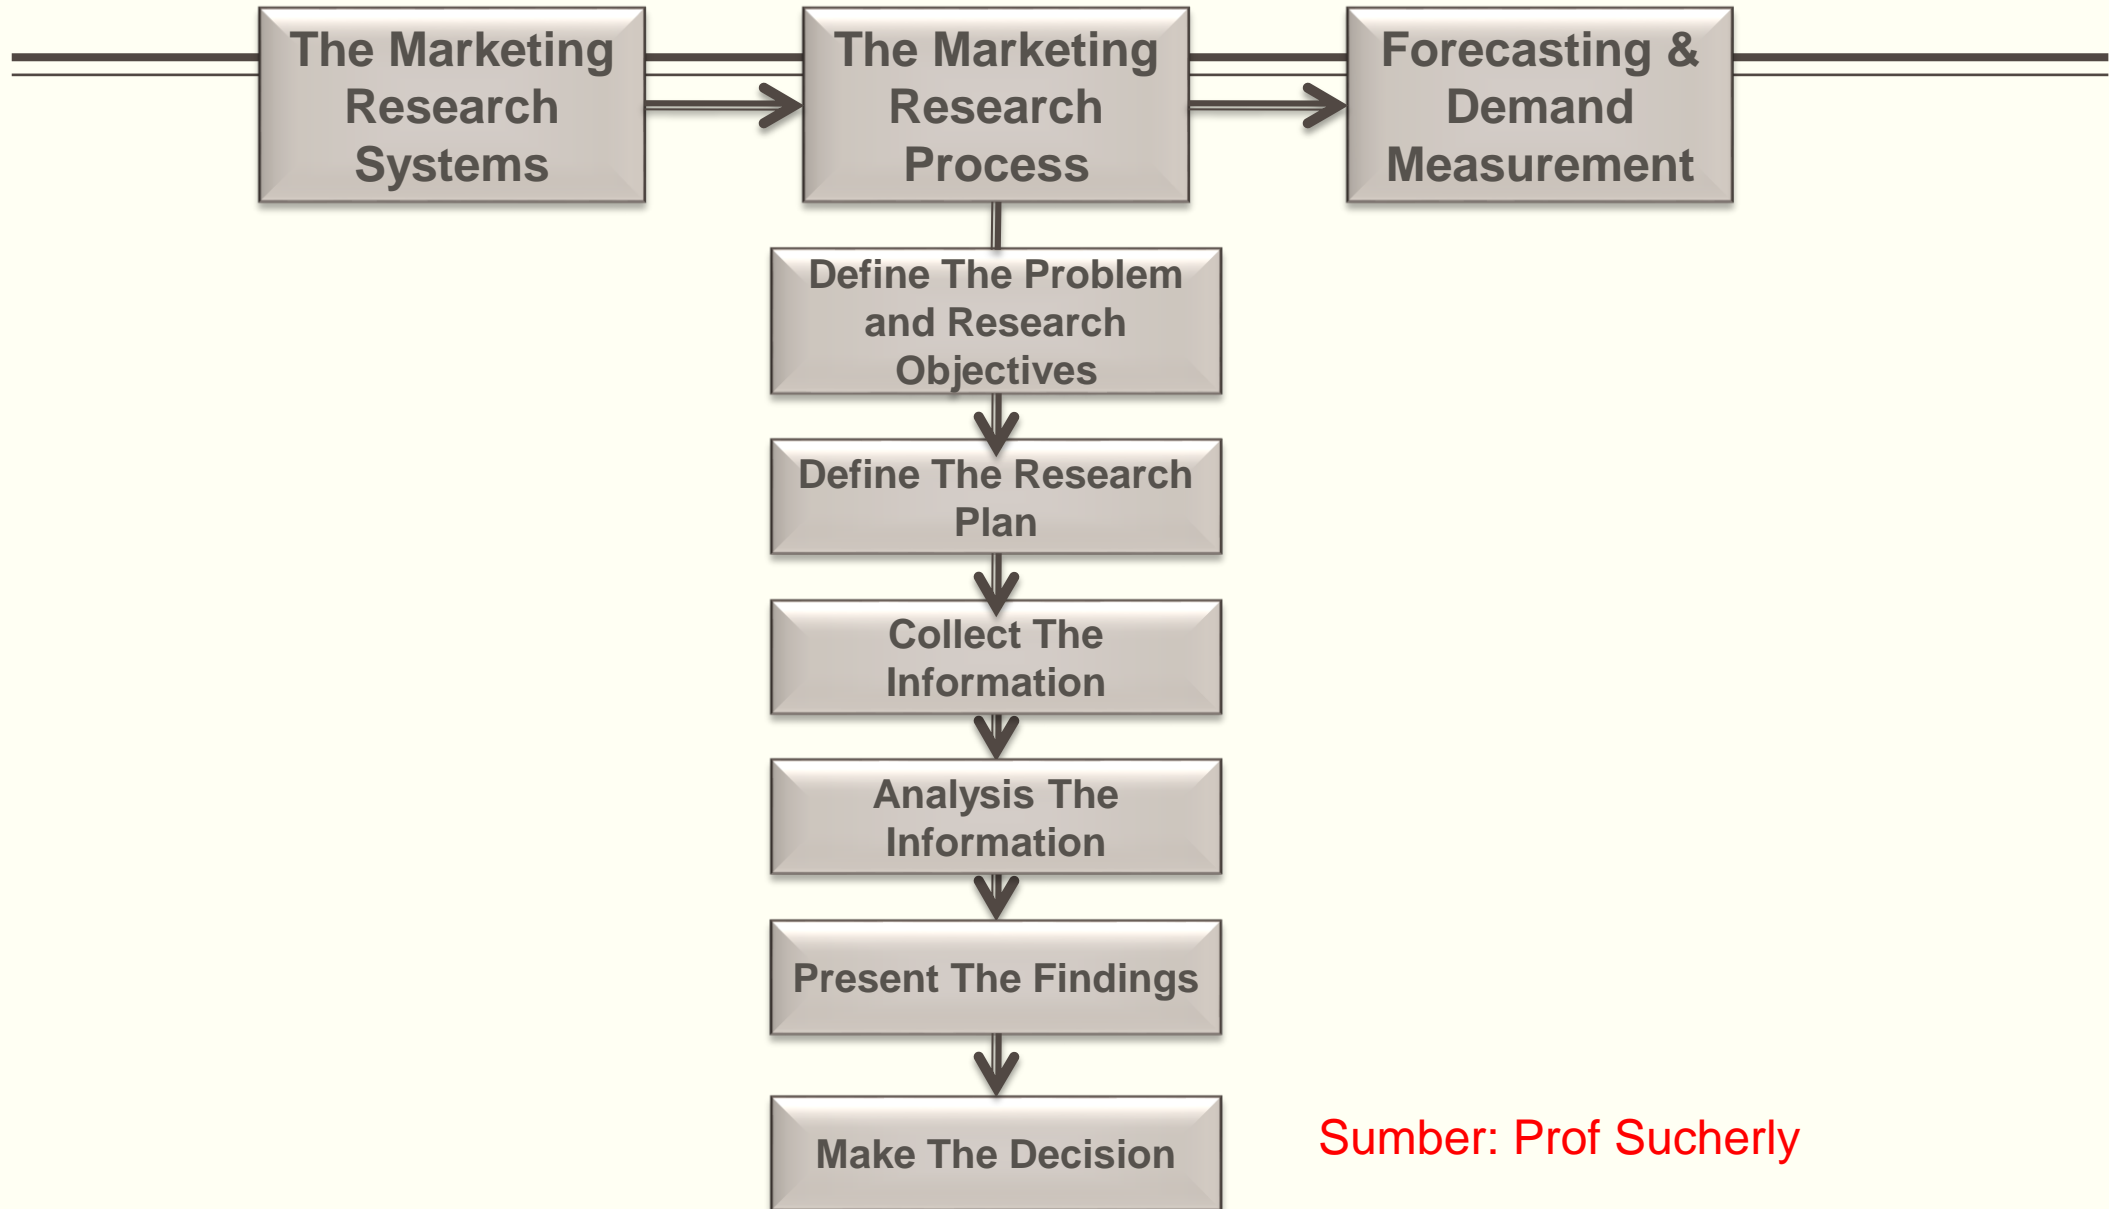 The Marketing
Research
Systems
The Marketing
Research
Process
Forecasting &
Demand
Measurement
Define The Problem
and Research
Objectives
Define The Research
Plan
Collect The
Information
Analysis The
Information
Present The Findings
Make The Decision
Sumber: Prof Sucherly